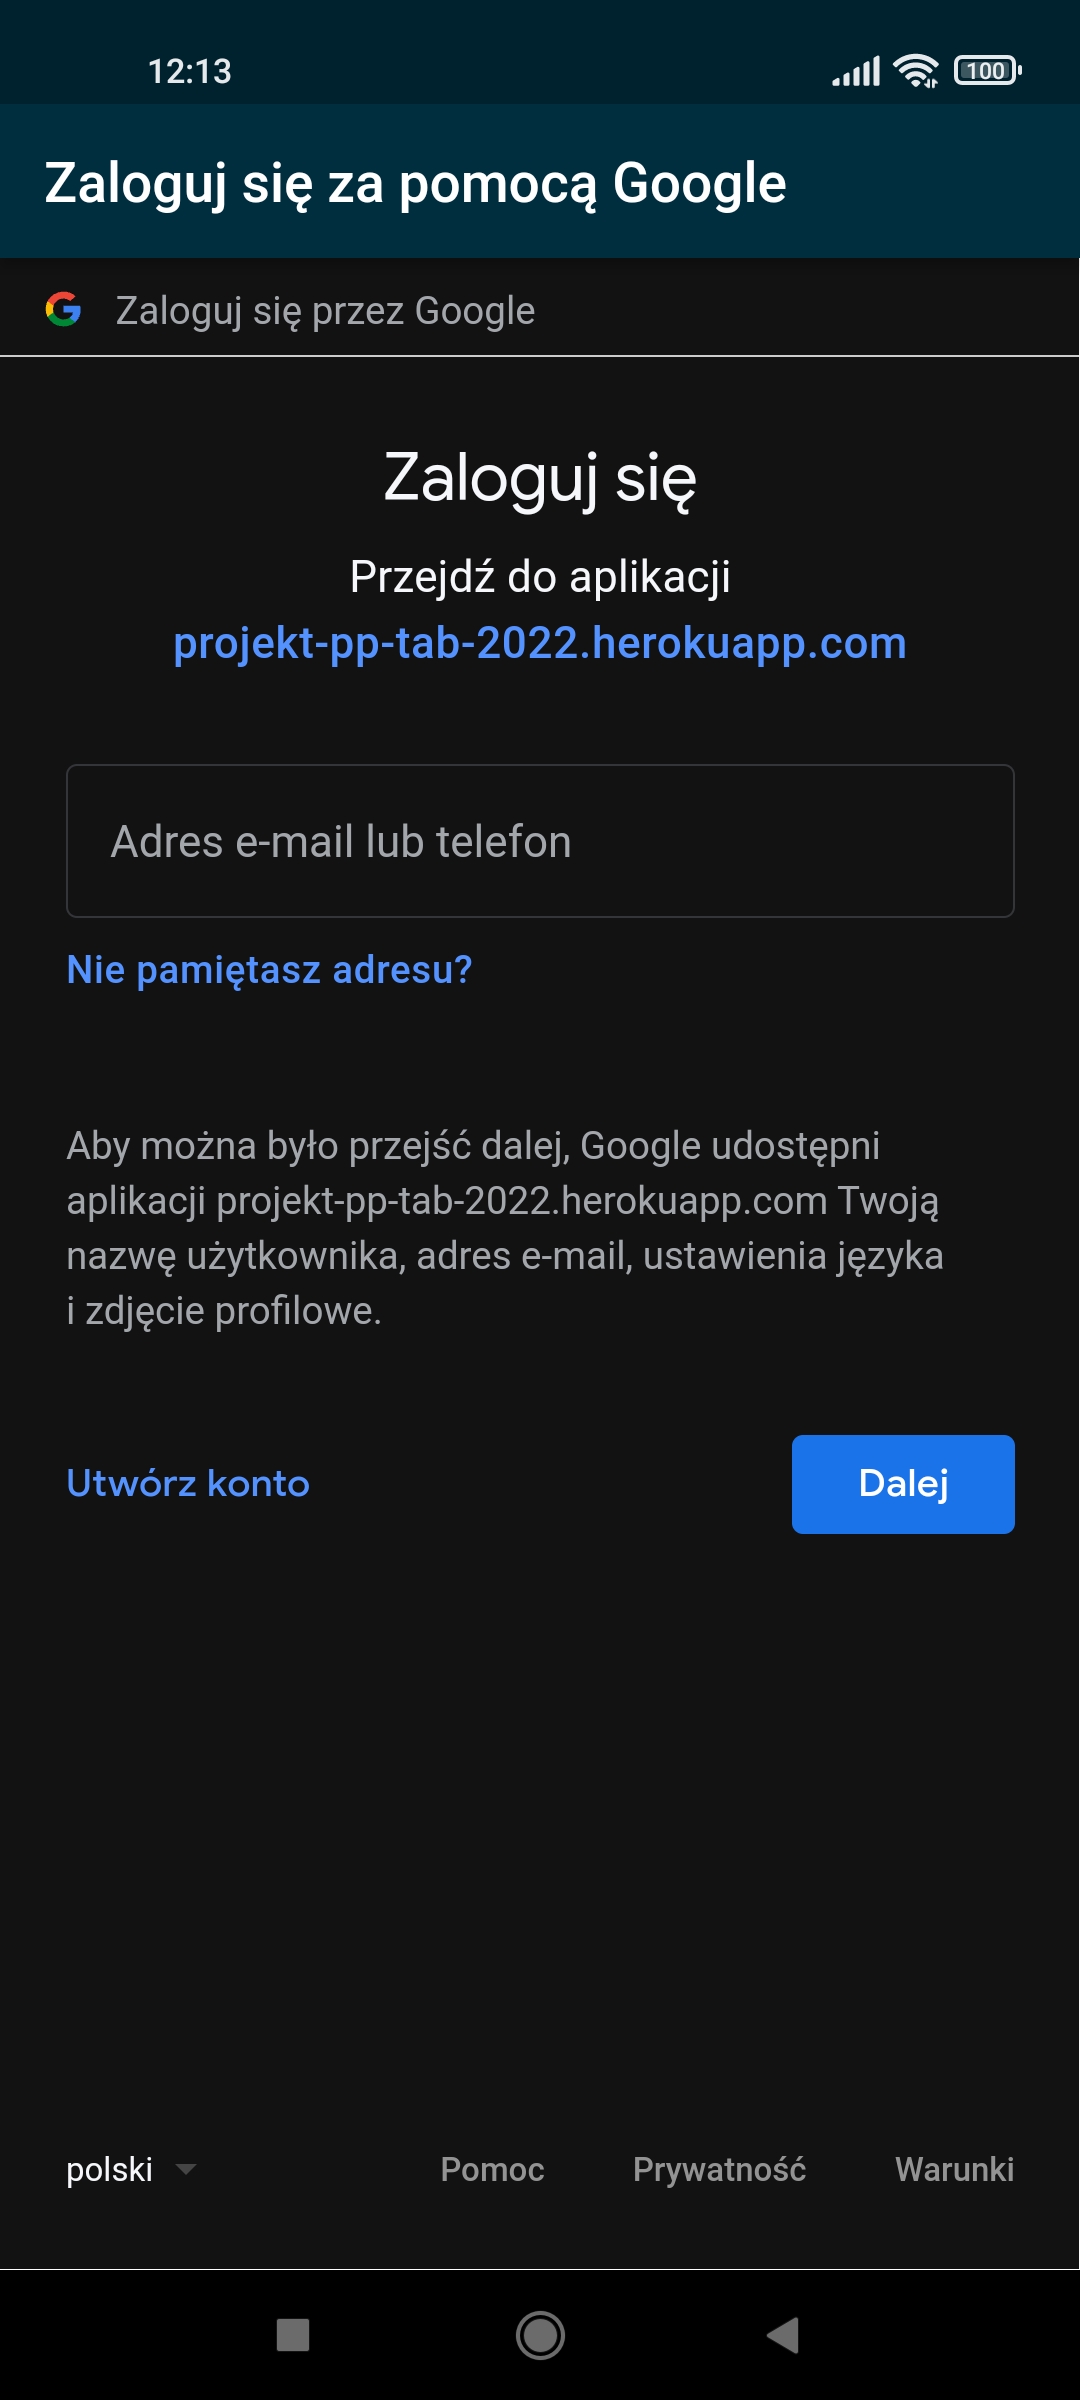 12:13
100
Zaloguj się za pomocą Google
Zaloguj się przez Google
Zaloguj się
Przejdź do aplikacji
projekt-pp-tab-2022.herokuapp.com
Adres e-mail lub telefon
Nie pamiętasz adresu?
Aby można było przejść dalej, Google udostępni
aplikacji projekt-pp-tab-2022.herokuapp.com Twoją
nazwę użytkownika, adres e-mail, ustawienia języka
i zdjęcie profilowe.
Utwórz konto
Dalej
polski
Pomoc
Prywatność
Warunki